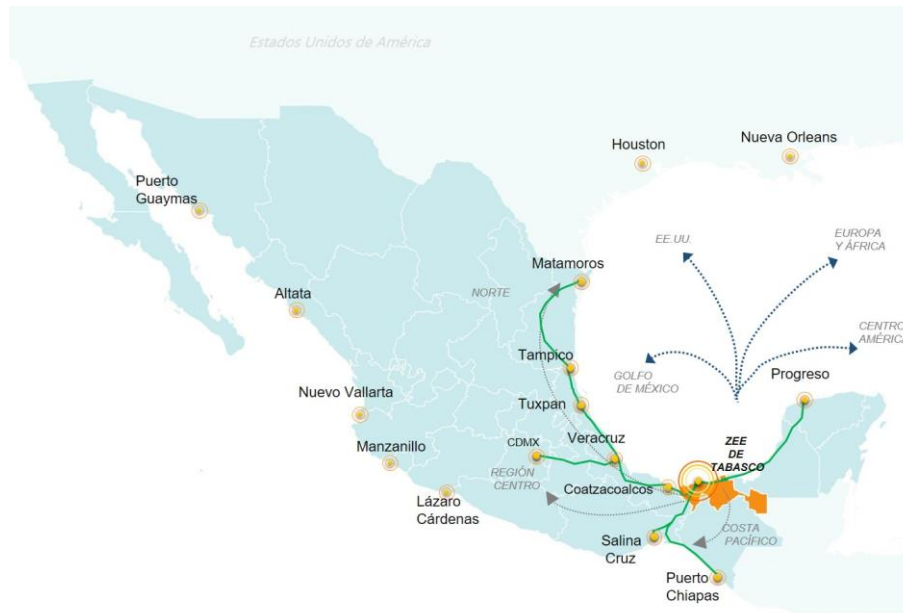 Estados Unidos de América
Houston
Nueva Orleans
Puerto
Guaymas
EE.UU.
EUROPA
Y ÁFRICA
Matamoros
NORTE
Altata
CENTRO
AMÉRICA
Tampico
GOLFO
DE MÉXICO
Progreso
Nuevo Vallarta
Tuxpan
Manzanillo
CDMX
Veracruz
ZEE
DE
TABASCO
REGIÓN
CENTRO
Coatzacoalcos
Lázaro
Cárdenas
COSTA
PACÍFICO
Salina
Cruz
Puerto
Chiapas